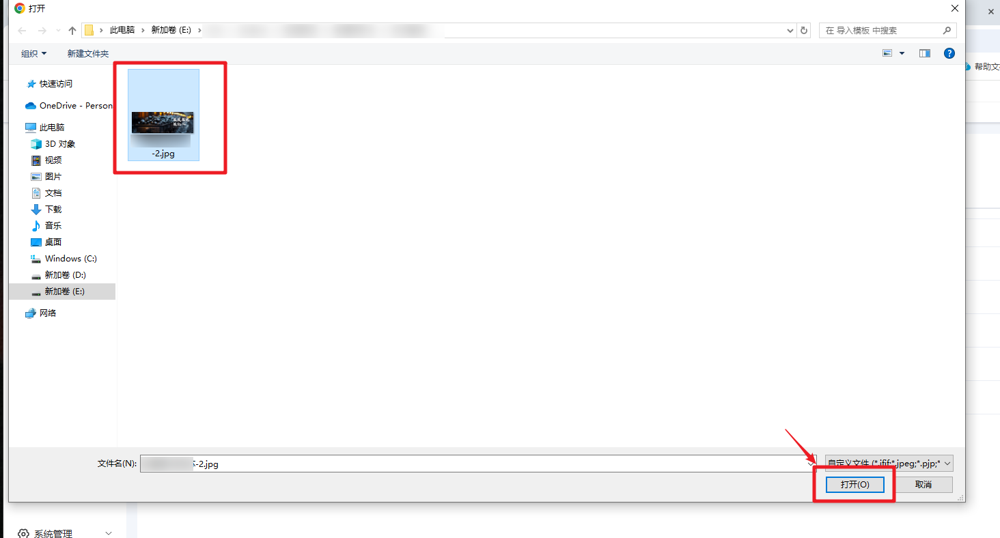 打开
此电脑 › 新加卷 (E:) ›
在 导入模板 中搜索
组织
新建文件夹
帮助文
快速访问
OneDrive - Person
此电脑
3D 对象
视频
图片
文档
下载
音乐
桌面
Windows (C:)
新加卷 (D:)
新加卷 (E:)
网络
-2.jpg
文件名(N):
-2.jpg
自定义文件 (*.jfif;*.jpeg;*.pjp;*
打开(O)
取消
系统管理